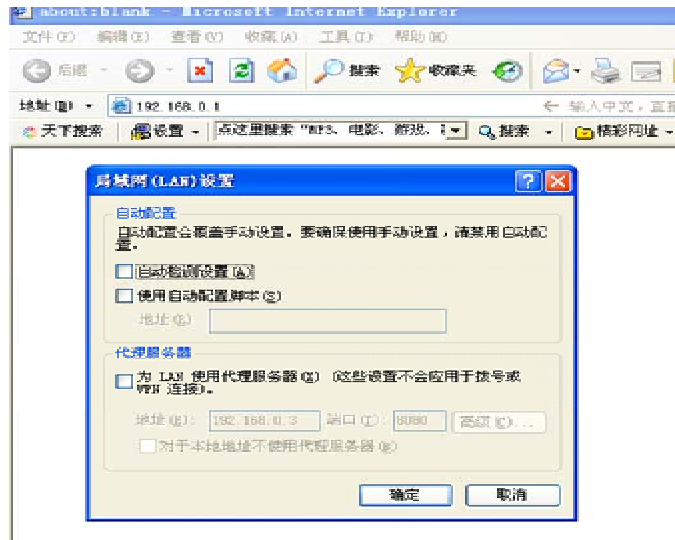 about:blank - Microsoft Internet Explorer
文件(F) 编辑(E) 查看(V) 收藏(A) 工具(T) 帮助(H)
后退 搜索 收藏夹
地址(D) 192.168.0.1 输入中文，直
天下搜索 设置 点这里搜索 "MP3、电影、游戏、 搜索 精彩网址
局域网(LAN)设置
自动配置
自动配置会覆盖手动设置。要确保使用手动设置，请禁用自动配
置。
自动检测设置(A)
使用自动配置脚本(S)
地址(R)
代理服务器
为 LAN 使用代理服务器(X) (这些设置不会应用于拨号或
VPN 连接)。
地址(E): 192.168.0.3 端口(T): 8080 高级(C)...
对于本地地址不使用代理服务器(B)
确定 取消